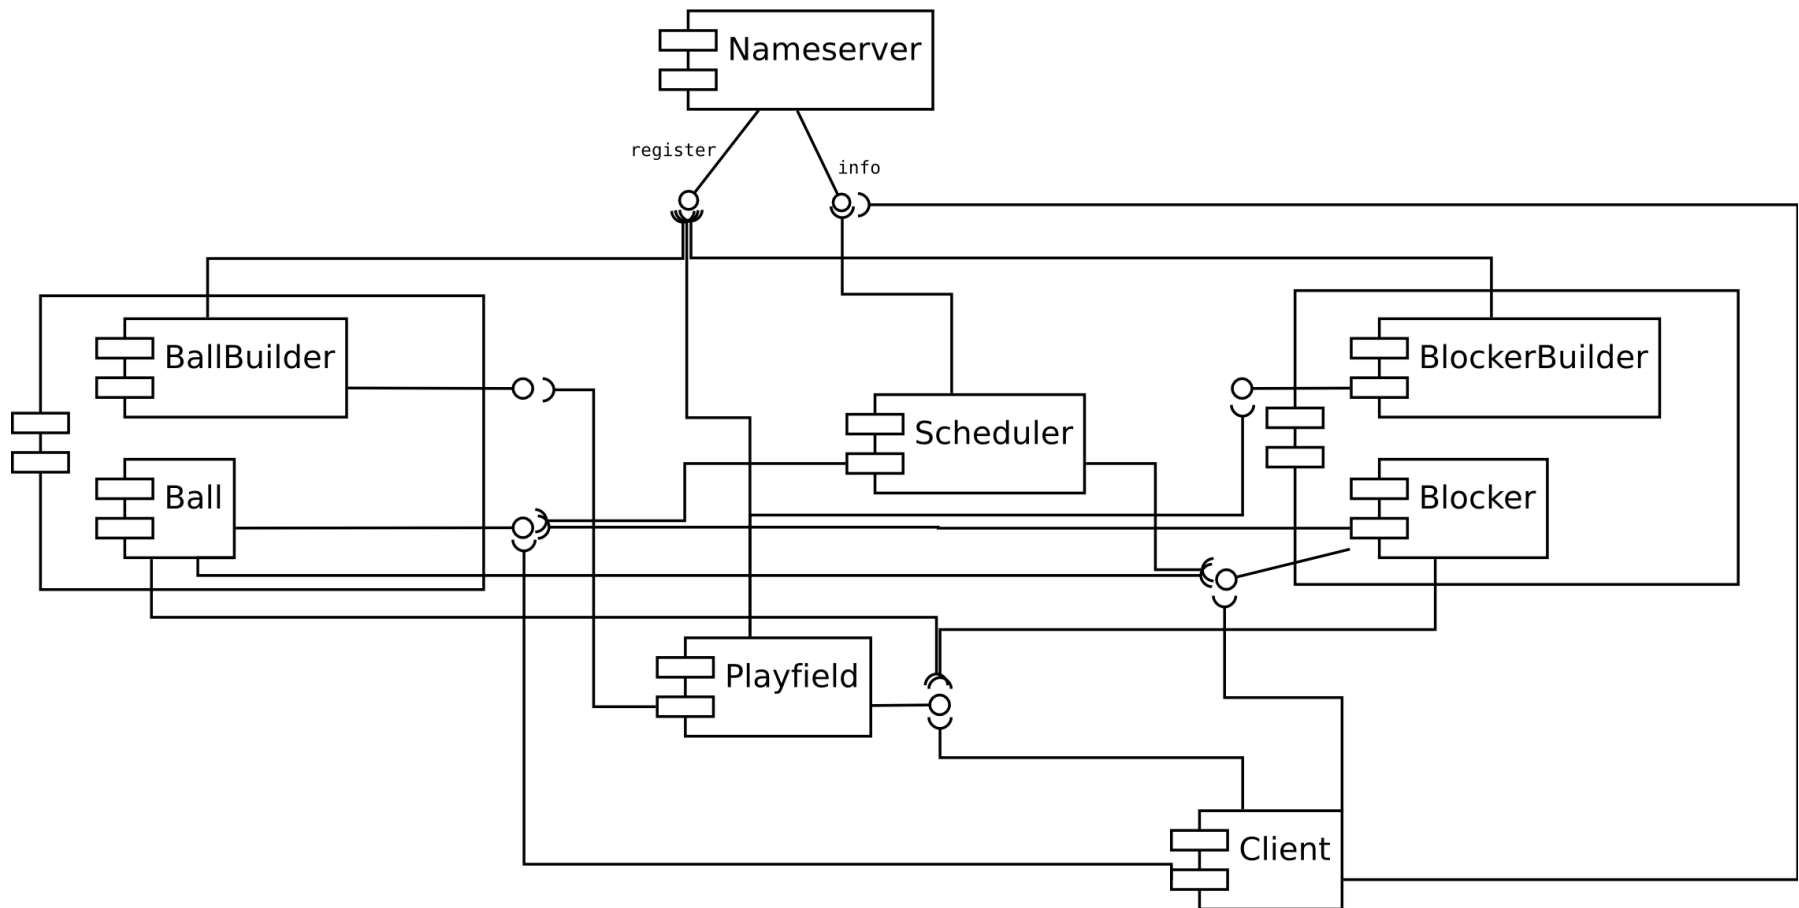 Nameserver
register
info
BallBuilder
BlockerBuilder
Scheduler
Ball
Blocker
Playfield
Client